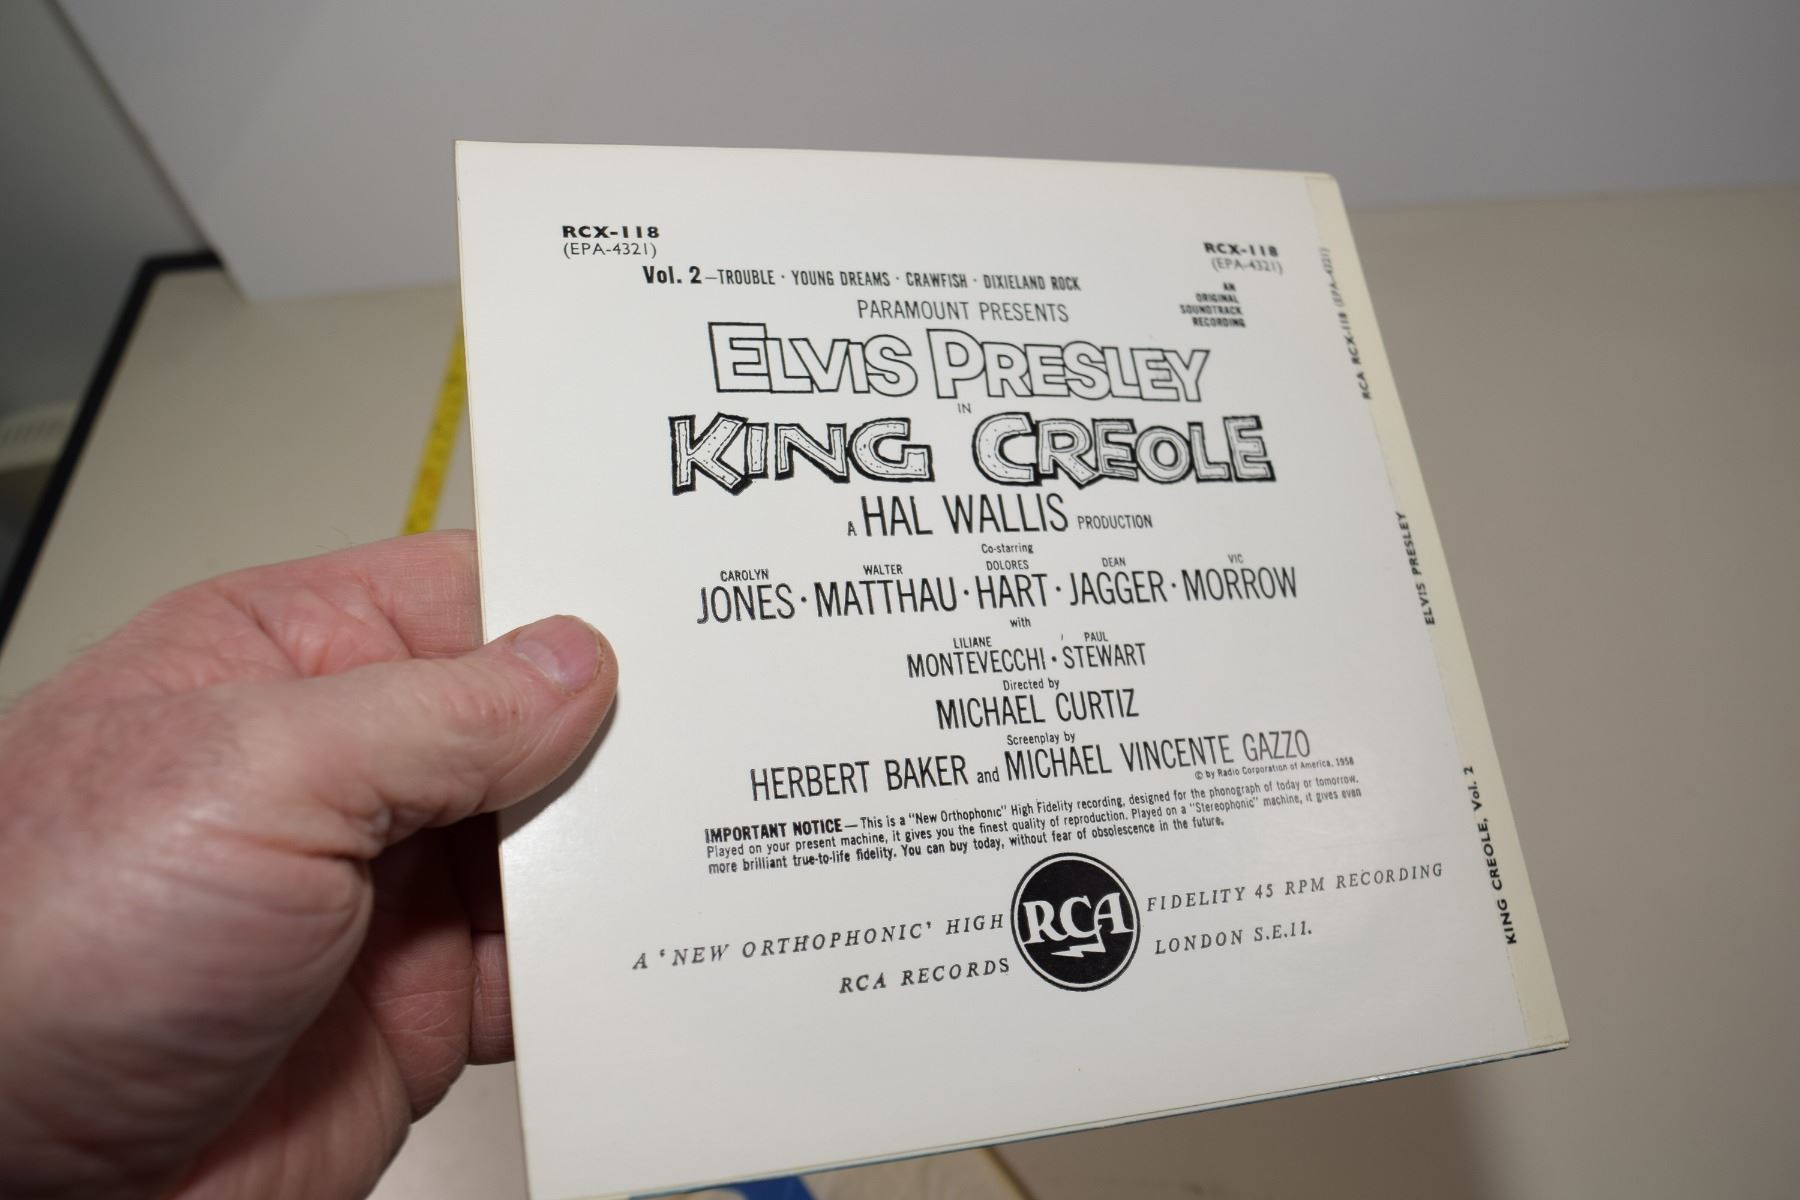 RCX-118
(EPA-4321)
RCX-118
(EPA-4321)
Vol. 2 – TROUBLE · YOUNG DREAMS · CRAWFISH · DIXIELAND ROCK
AN
ORIGINAL
SOUNDTRACK
RECORDING
PARAMOUNT PRESENTS
ELVIS PRESLEY
IN
KING CREOLE
A HAL WALLIS PRODUCTION
Co-starring
CAROLYN WALTER DOLORES DEAN VIC
JONES · MATTHAU · HART · JAGGER · MORROW
with
LILIANE PAUL
MONTEVECCHI · STEWART
Directed by
MICHAEL CURTIZ
Screenplay by
HERBERT BAKER and MICHAEL VINCENTE GAZZO
© by Radio Corporation of America, 1958
IMPORTANT NOTICE — This is a "New Orthophonic" High Fidelity recording, designed for the phonograph of today or tomorrow.
Played on your present machine, it gives you the finest quality of reproduction. Played on a "Stereophonic" machine, it gives even
more brilliant true-to-life fidelity. You can buy today, without fear of obsolescence in the future.
A 'NEW ORTHOPHONIC' HIGH FIDELITY 45 RPM RECORDING
RCA
RCA RECORDS LONDON S.E.11.
RCA RCX-118 (EPA-4321)
ELVIS PRESLEY
KING CREOLE, Vol. 2